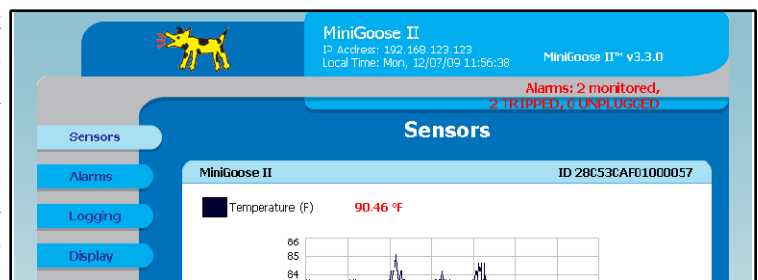 MiniGoose II
IP Address: 192.168.123.123
Local Time: Mon, 12/07/09 11:56:38
MiniGoose II™ v3.3.0
Alarms: 2 monitored,
2 TRIPPED, 0 UNPLUGGED
Sensors
Sensors
Alarms
Logging
Display
MiniGoose II
ID 28C530AF01000057
Temperature (F)
90.46 °F
86
85
84